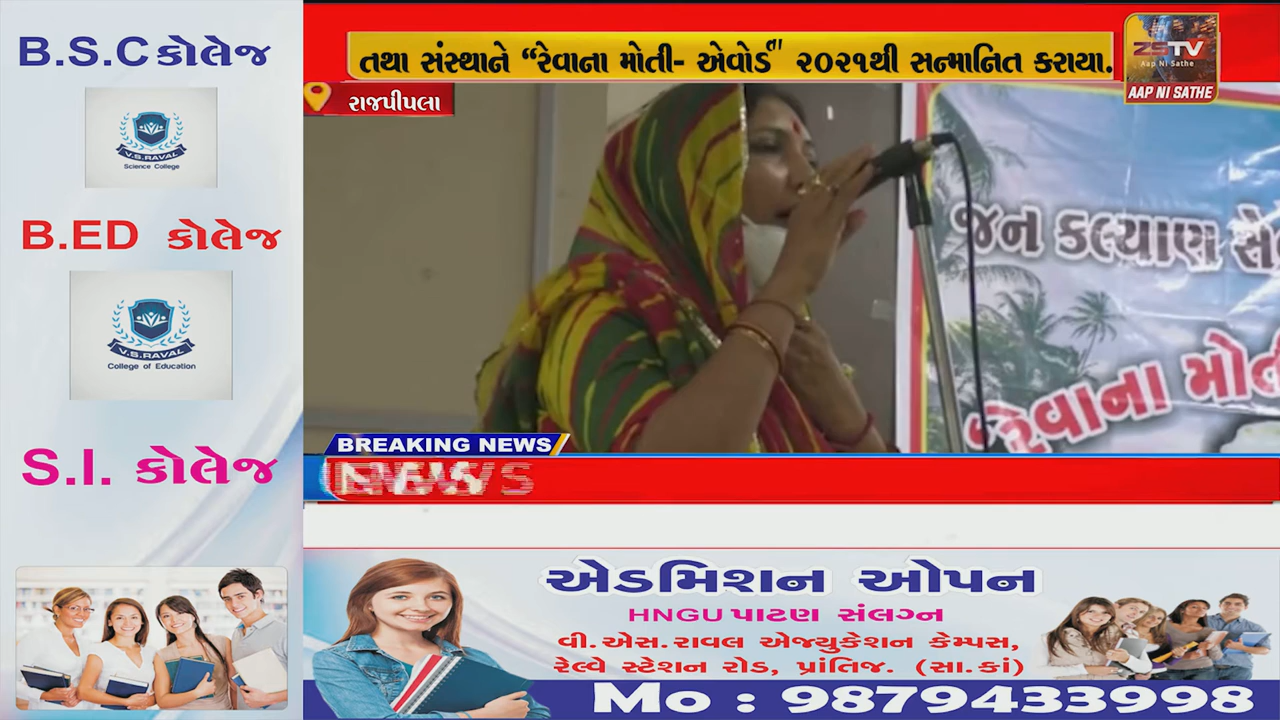 B.S.C કોલેજ
V.S.RAVAL
Science College
B.ED કોલેજ
V.S.RAVAL
College of Education
S.I. કોલેજ
તથા સંસ્થાને “રેવાના મોતી- એવોર્ડ" ૨૦૨૧થી સન્માનિત કરાયા.
ZSTV
Aap Ni Sathe
AAP NI SATHE
રાજપીપલા
જન કલ્યાણ સે
રેવાના મોતી
BREAKING NEWS
NEWS
એડમિશન ઓપન
HNGU પાટણ સંલગ્ન
વી.એસ.રાવલ એજ્યુકેશન કેમ્પસ,
રેલ્વે સ્ટેશન રોડ, પ્રાંતિજ. (સા.કાં)
Mo : 9879433998